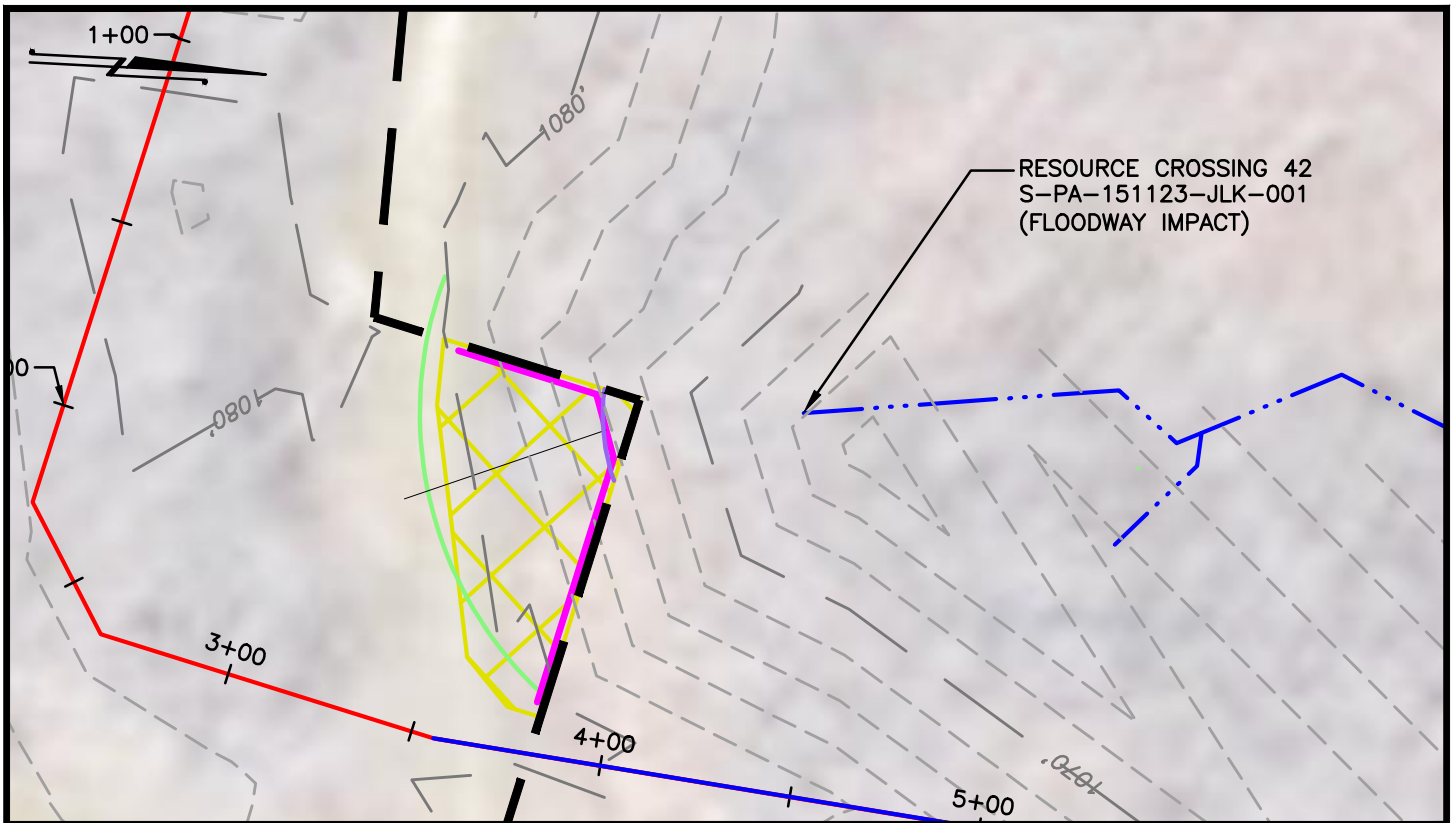 1+00
1080'
RESOURCE CROSSING 42
S-PA-151123-JLK-001
(FLOODWAY IMPACT)
00
1080'
3+00
4+00
1070'
5+00